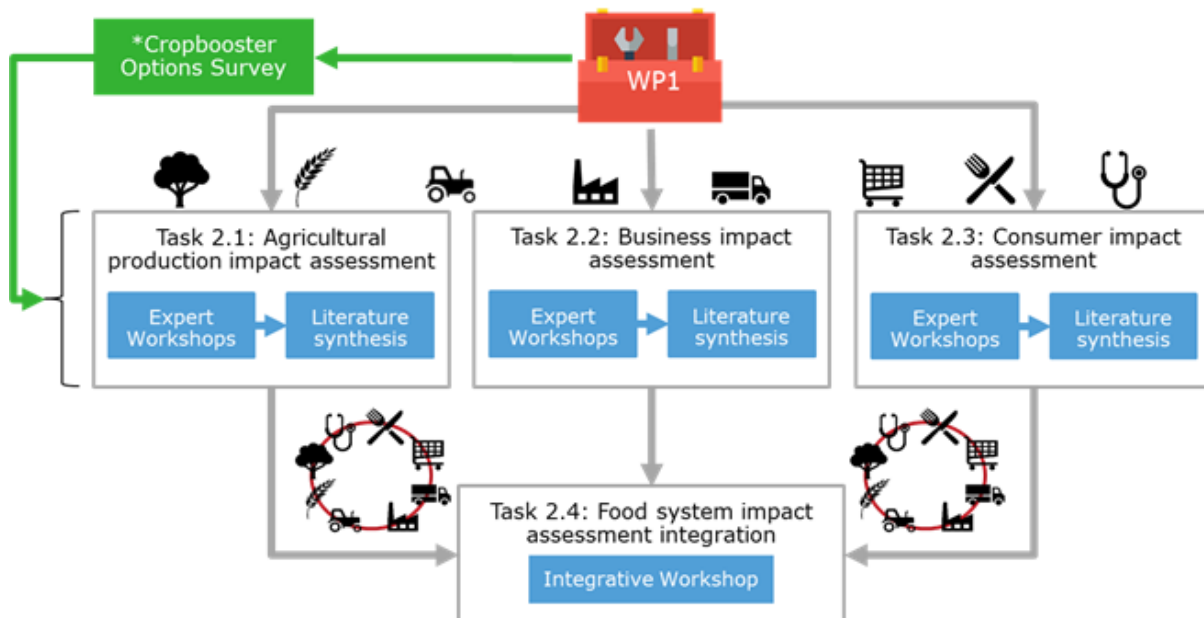 *Cropbooster
Options Survey
WP1
Task 2.1: Agricultural
production impact assessment
Expert
Workshops
Literature
synthesis
Task 2.2: Business impact
assessment
Expert
Workshops
Literature
synthesis
Task 2.3: Consumer impact
assessment
Expert
Workshops
Literature
synthesis
Task 2.4: Food system impact
assessment integration
Integrative Workshop